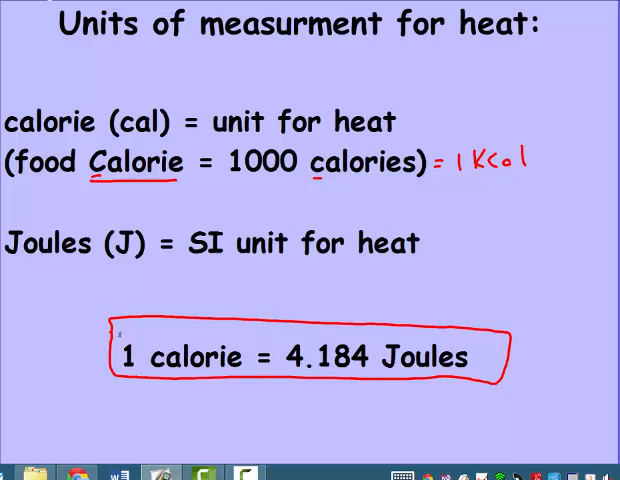 Units of measurment for heat:
calorie (cal) = unit for heat
(food Calorie = 1000 calories) = 1 KCal
Joules (J) = SI unit for heat
1 calorie = 4.184 Joules